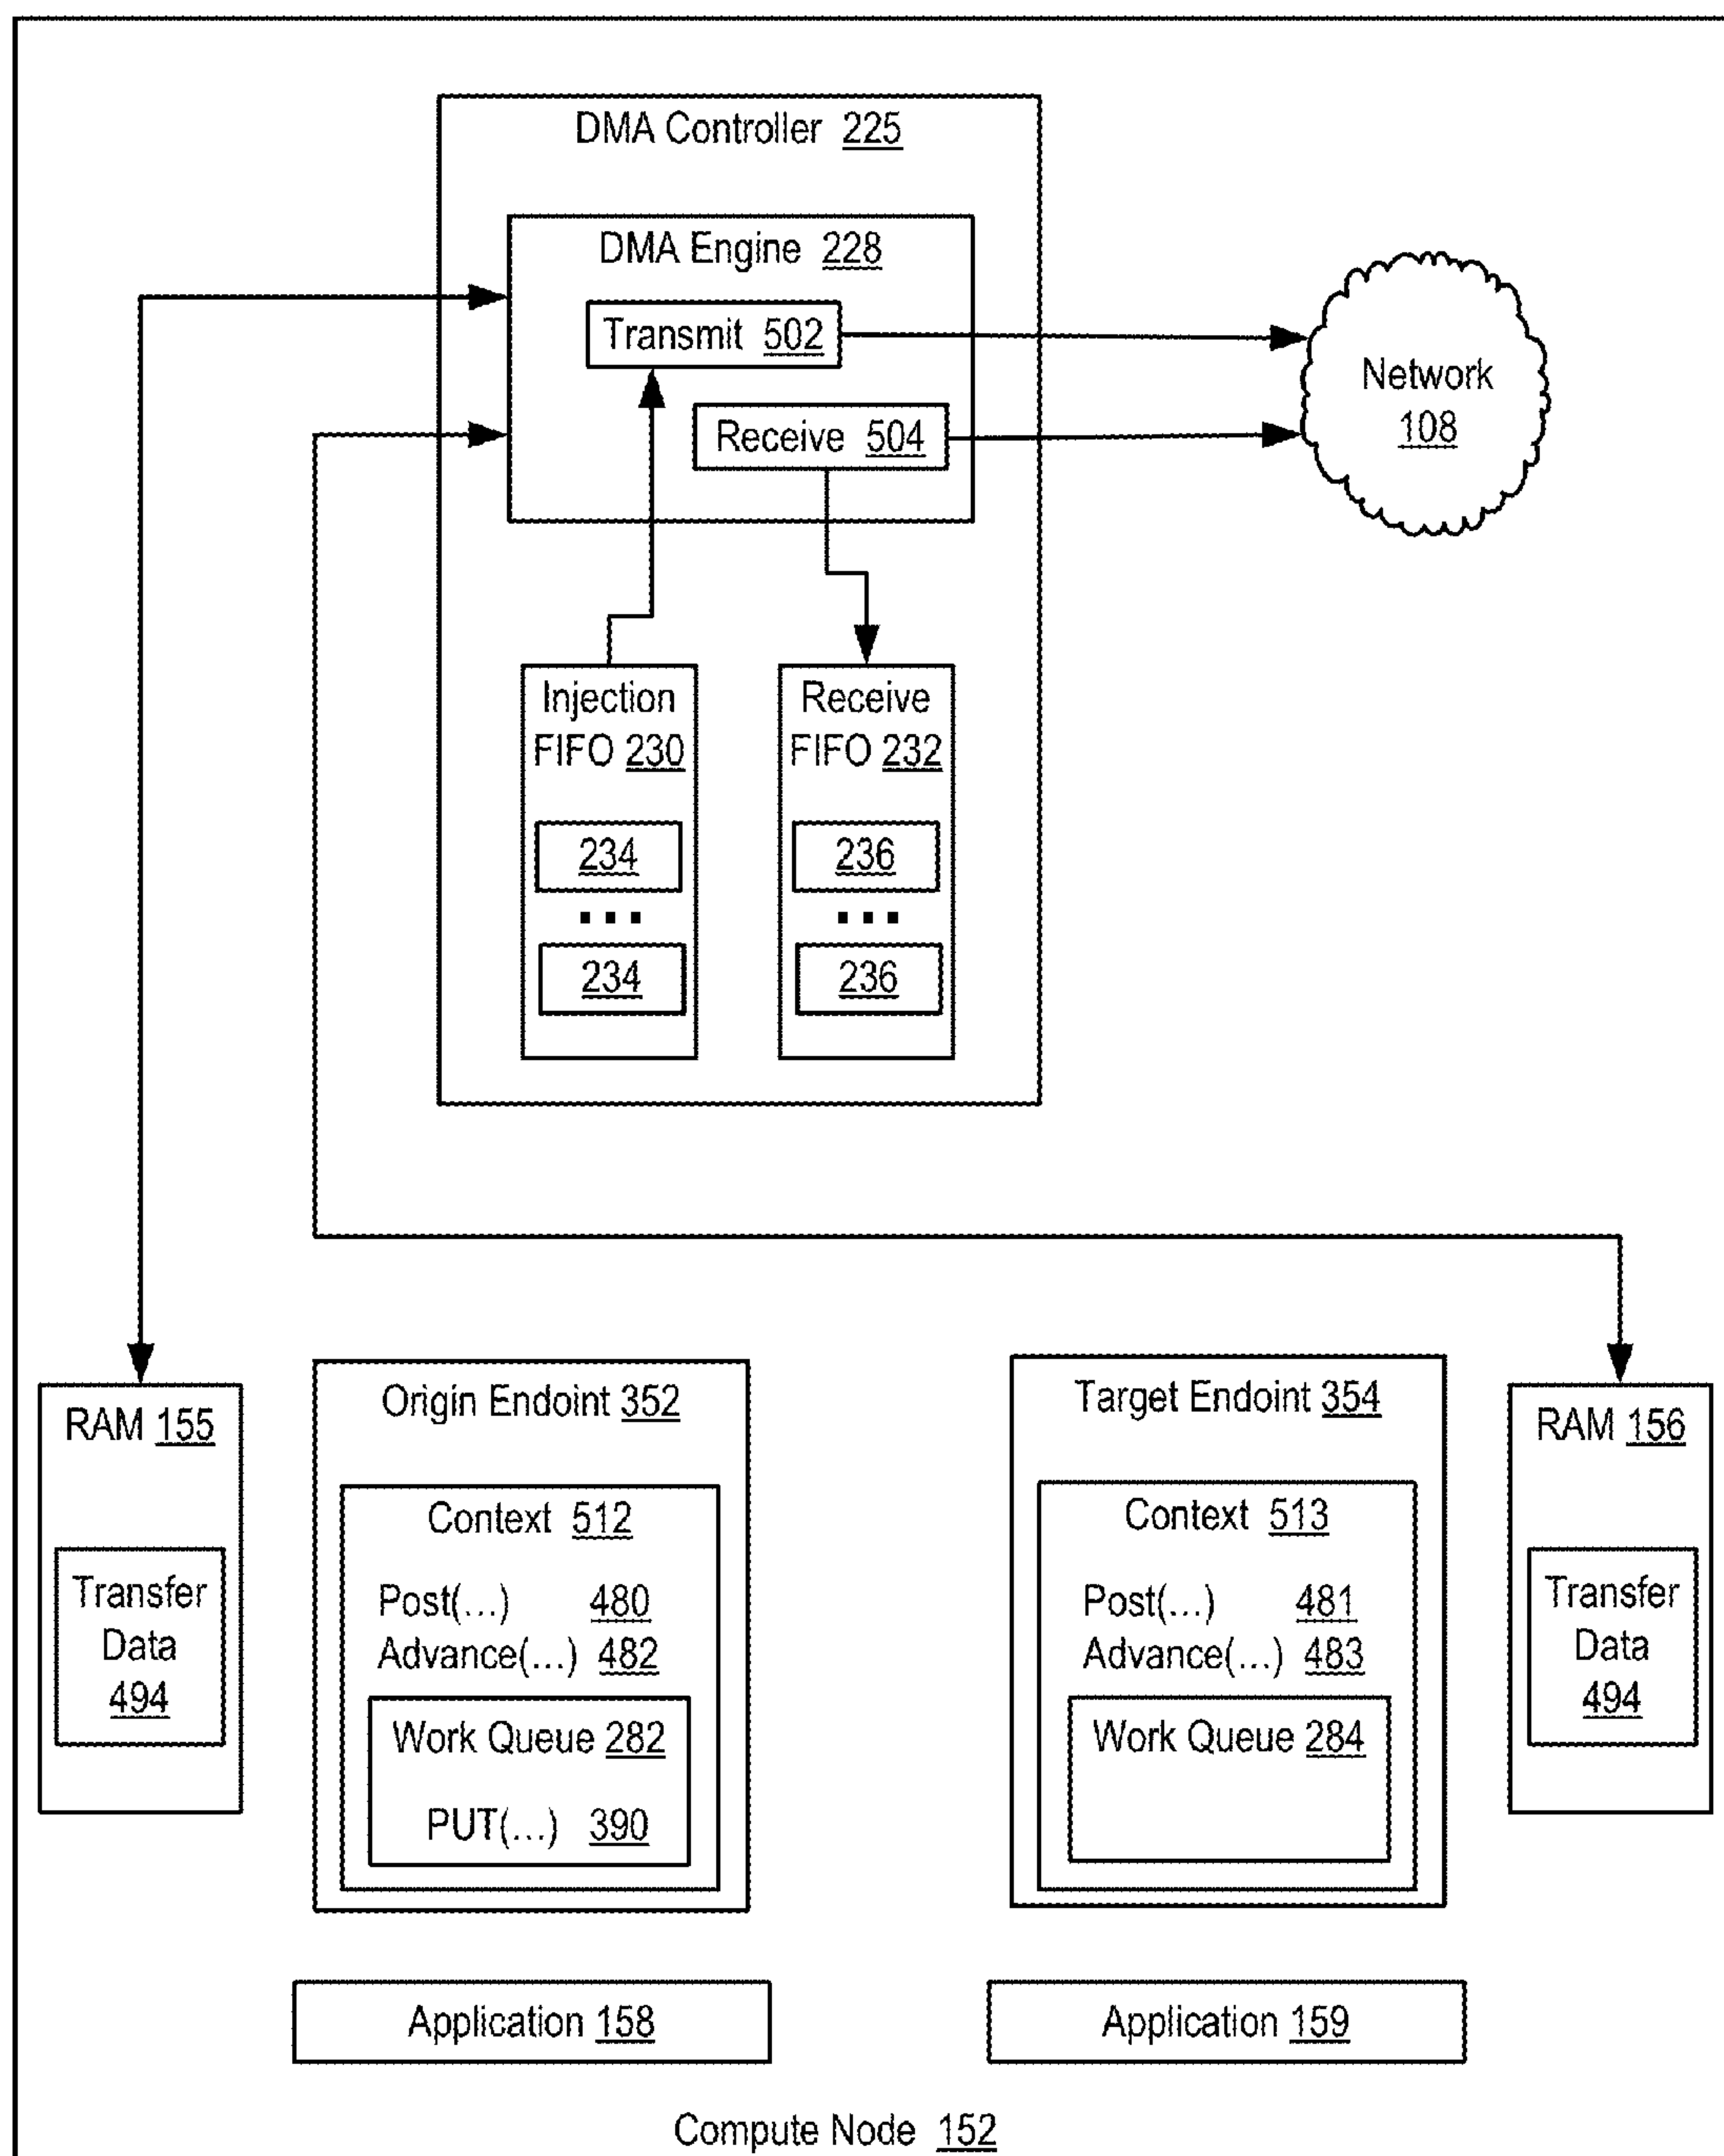 DMA Controller 225
DMA Engine 228
Transmit 502
Receive 504
Network
108
Injection
FIFO 230
234
...
234
Receive
FIFO 232
236
...
236
RAM 155
Transfer
Data
494
Origin Endoint 352
Context 512
Post(...) 480
Advance(...) 482
Work Queue 282
PUT(...) 390
Target Endoint 354
Context 513
Post(...) 481
Advance(...) 483
Work Queue 284
RAM 156
Transfer
Data
494
Application 158
Application 159
Compute Node 152